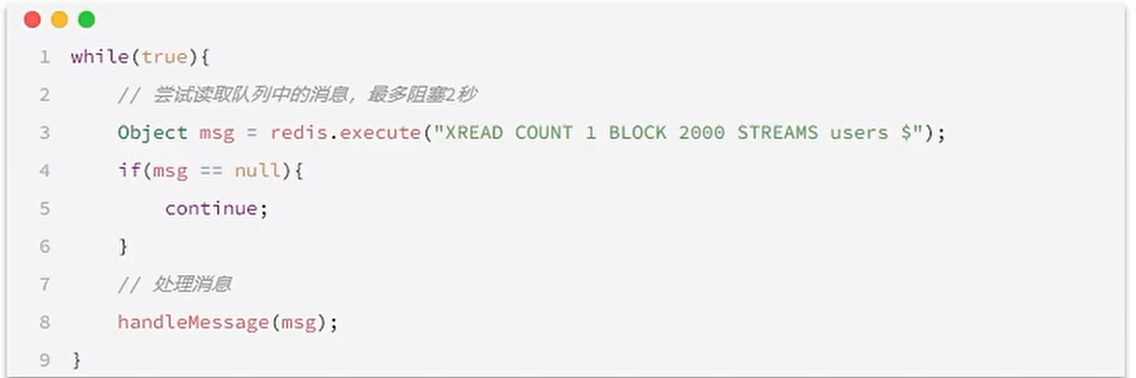 1 while(true){
2 // 尝试读取队列中的消息，最多阻塞2秒
3 Object msg = redis.execute("XREAD COUNT 1 BLOCK 2000 STREAMS users $");
4 if(msg == null){
5 continue;
6 }
7 // 处理消息
8 handleMessage(msg);
9 }